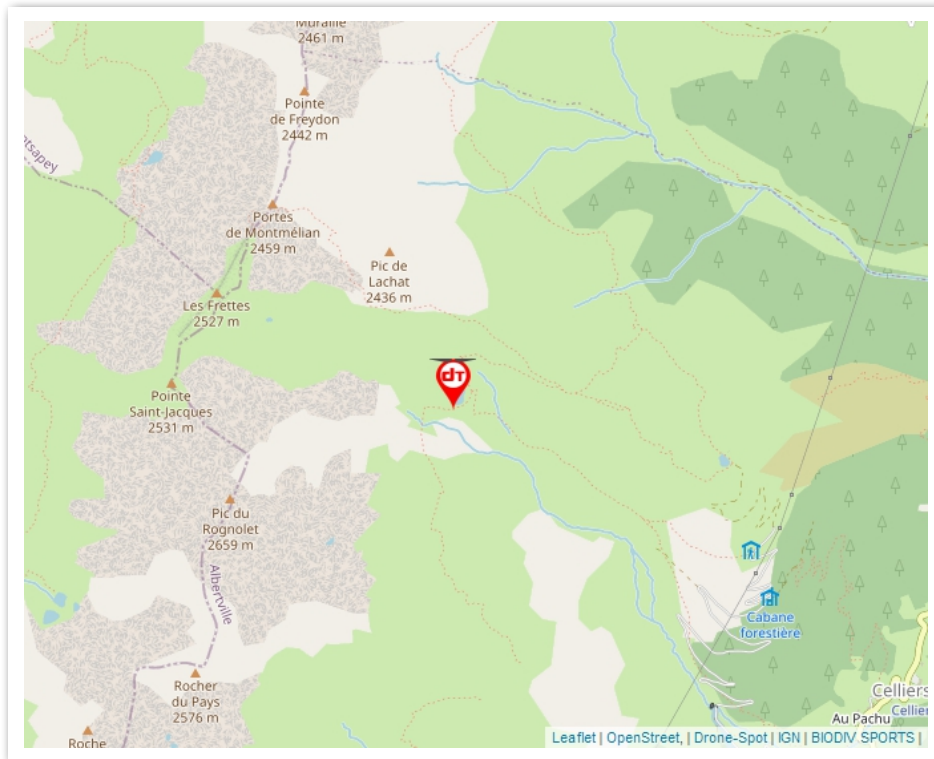 Muraille
2461 m
Pointe
de Freydon
2442 m
Portes
de Montmélian
2459 m
Pic de
Lachat
2436 m
Les Frettes
2527 m
dT
Pointe
Saint-Jacques
2531 m
Pic du
Rognolet
2659 m
Albertville
Cabane
forestière
Rocher
du Pays
2576 m
Celliers
Cellier
Au Pachu
Roche
Leaflet | OpenStreet, | Drone-Spot | IGN | BIODIV SPORTS |